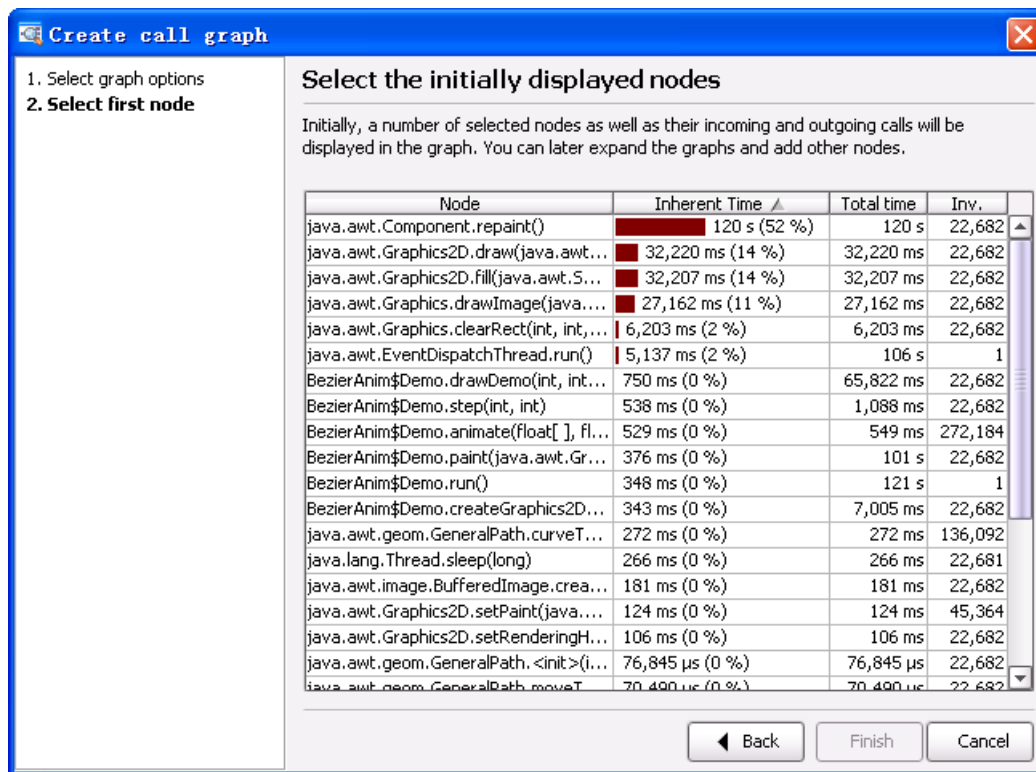 Create call graph
1. Select graph options
2. Select first node
Select the initially displayed nodes
Initially, a number of selected nodes as well as their incoming and outgoing calls will be
displayed in the graph. You can later expand the graphs and add other nodes.
Node Inherent Time Total time Inv.
java.awt.Component.repaint() 120 s (52 %) 120 s 22,682
java.awt.Graphics2D.draw(java.awt... 32,220 ms (14 %) 32,220 ms 22,682
java.awt.Graphics2D.fill(java.awt.S... 32,207 ms (14 %) 32,207 ms 22,682
java.awt.Graphics.drawImage(java.... 27,162 ms (11 %) 27,162 ms 22,682
java.awt.Graphics.clearRect(int, int,... 6,203 ms (2 %) 6,203 ms 22,682
java.awt.EventDispatchThread.run() 5,137 ms (2 %) 106 s 1
BezierAnim$Demo.drawDemo(int, int... 750 ms (0 %) 65,822 ms 22,682
BezierAnim$Demo.step(int, int) 538 ms (0 %) 1,088 ms 22,682
BezierAnim$Demo.animate(float[ ], fl... 529 ms (0 %) 549 ms 272,184
BezierAnim$Demo.paint(java.awt.Gr... 376 ms (0 %) 101 s 22,682
BezierAnim$Demo.run() 348 ms (0 %) 121 s 1
BezierAnim$Demo.createGraphics2D... 343 ms (0 %) 7,005 ms 22,682
java.awt.geom.GeneralPath.curveT... 272 ms (0 %) 272 ms 136,092
java.lang.Thread.sleep(long) 266 ms (0 %) 266 ms 22,681
java.awt.image.BufferedImage.crea... 181 ms (0 %) 181 ms 22,682
java.awt.Graphics2D.setPaint(java.... 124 ms (0 %) 124 ms 45,364
java.awt.Graphics2D.setRenderingH... 106 ms (0 %) 106 ms 22,682
java.awt.geom.GeneralPath.<init>(i... 76,845 µs (0 %) 76,845 µs 22,682
java.awt.geom.GeneralPath.moveT... 70,490 µs (0 %) 70,490 µs 22,682
Back Finish Cancel